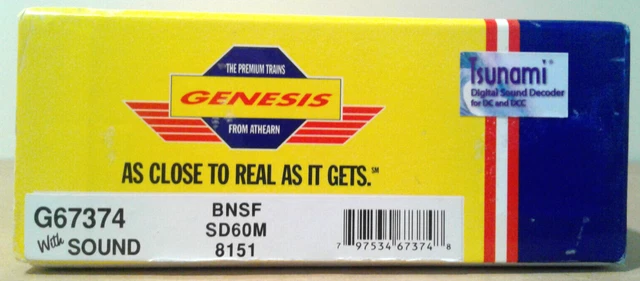 THE PREMIUM TRAINS
GENESIS
FROM ATHEARN
AS CLOSE TO REAL AS IT GETS.℠
Tsunami®
Digital Sound Decoder
for DC and DCC
G67374
With SOUND
BNSF
SD60M
8151
7 97534 67374 8